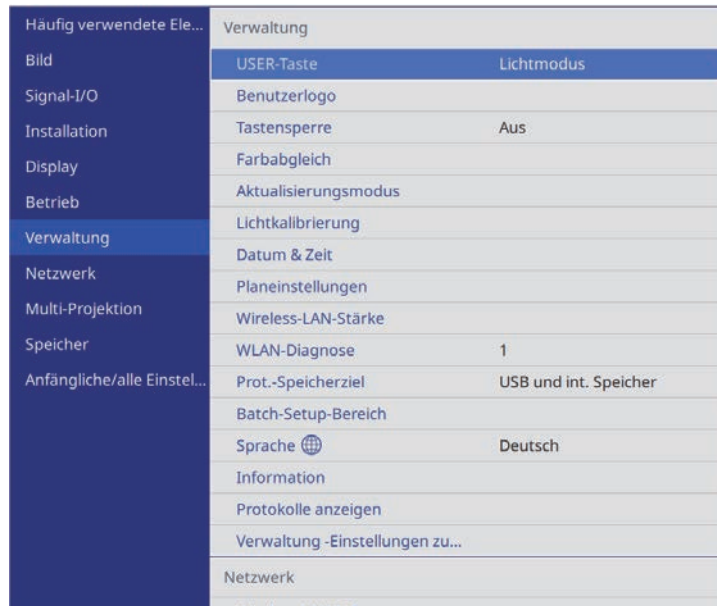 Häufig verwendete Ele...
Bild
Signal-I/O
Installation
Display
Betrieb
Verwaltung
Netzwerk
Multi-Projektion
Speicher
Anfängliche/alle Einstel...
Verwaltung
USER-Taste Lichtmodus
Benutzerlogo
Tastensperre Aus
Farbabgleich
Aktualisierungsmodus
Lichtkalibrierung
Datum & Zeit
Planeinstellungen
Wireless-LAN-Stärke
WLAN-Diagnose 1
Prot.-Speicherziel USB und int. Speicher
Batch-Setup-Bereich
Sprache Deutsch
Information
Protokolle anzeigen
Verwaltung -Einstellungen zu...
Netzwerk